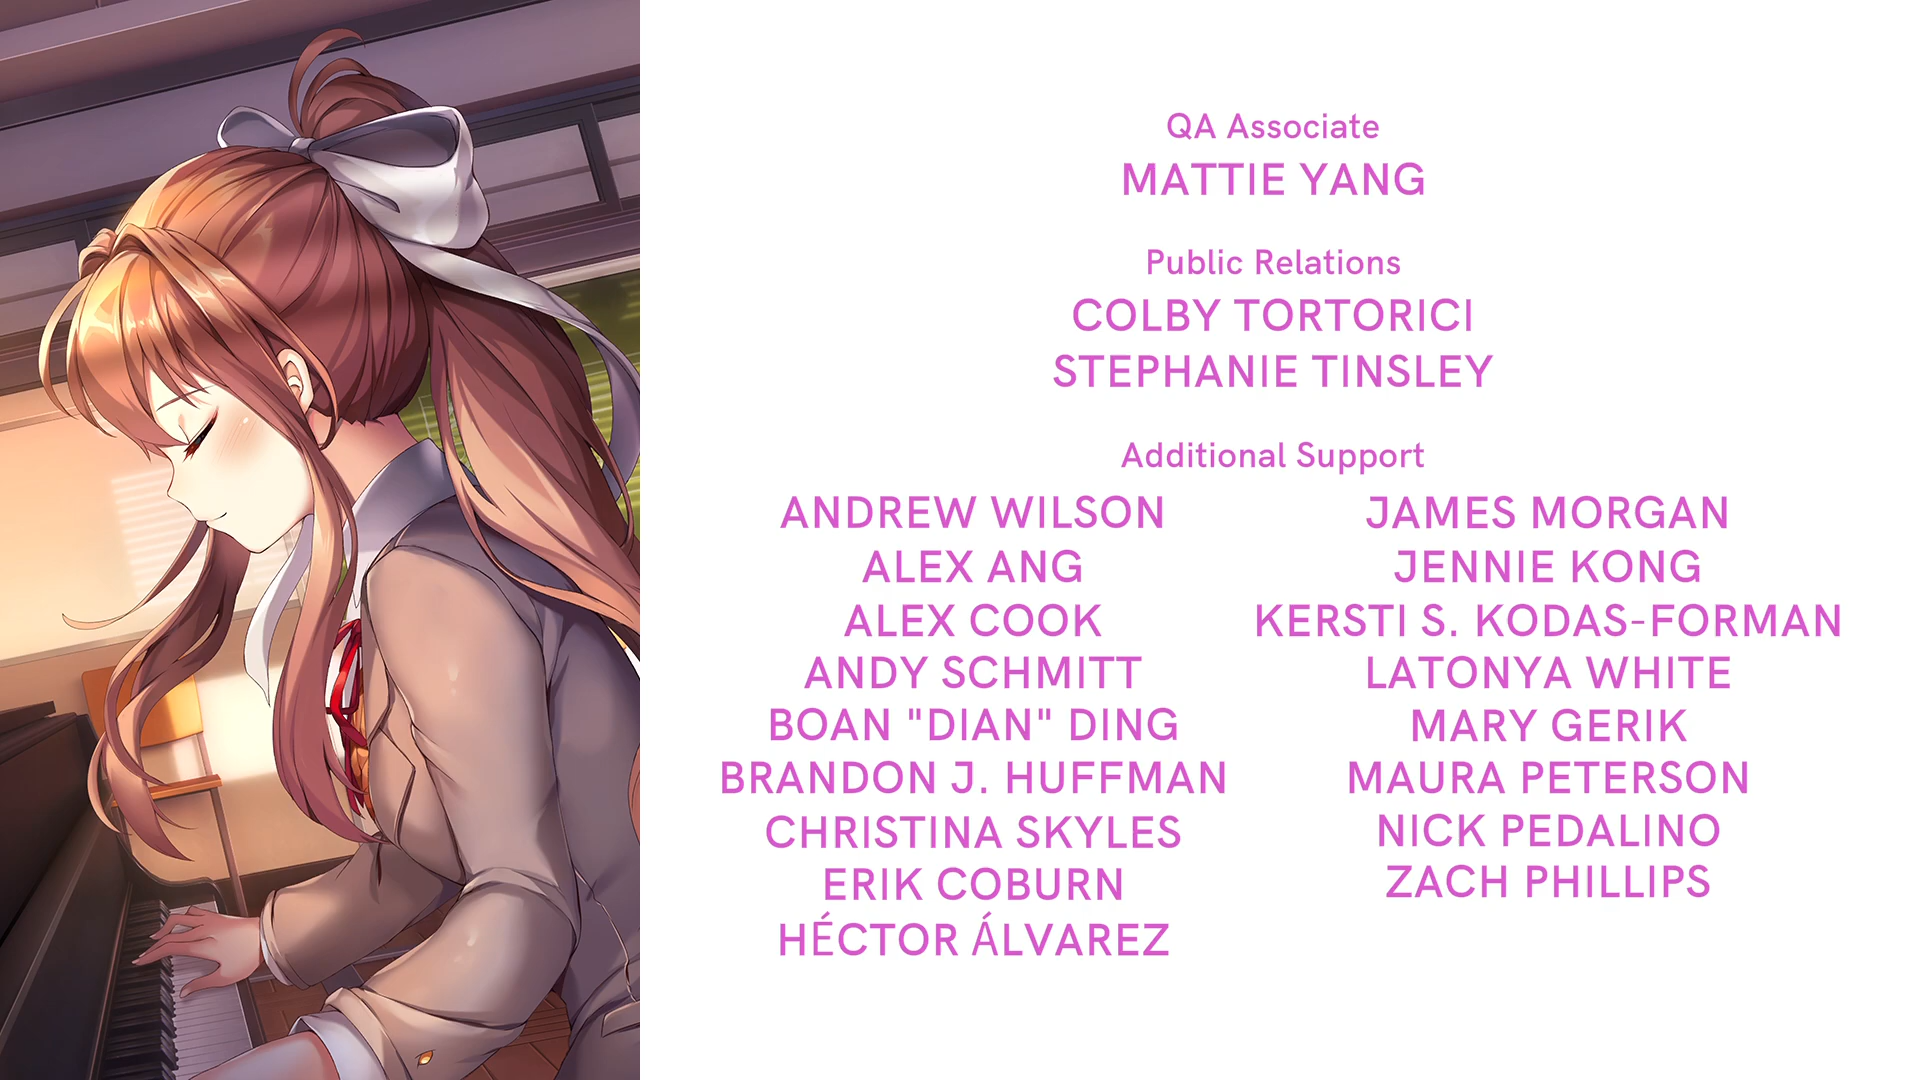 QA Associate
MATTIE YANG
Public Relations
COLBY TORTORICI
STEPHANIE TINSLEY
Additional Support
ANDREW WILSON
ALEX ANG
ALEX COOK
ANDY SCHMITT
BOAN "DIAN" DING
BRANDON J. HUFFMAN
CHRISTINA SKYLES
ERIK COBURN
HÉCTOR ÁLVAREZ
JAMES MORGAN
JENNIE KONG
KERSTI S. KODAS-FORMAN
LATONYA WHITE
MARY GERIK
MAURA PETERSON
NICK PEDALINO
ZACH PHILLIPS